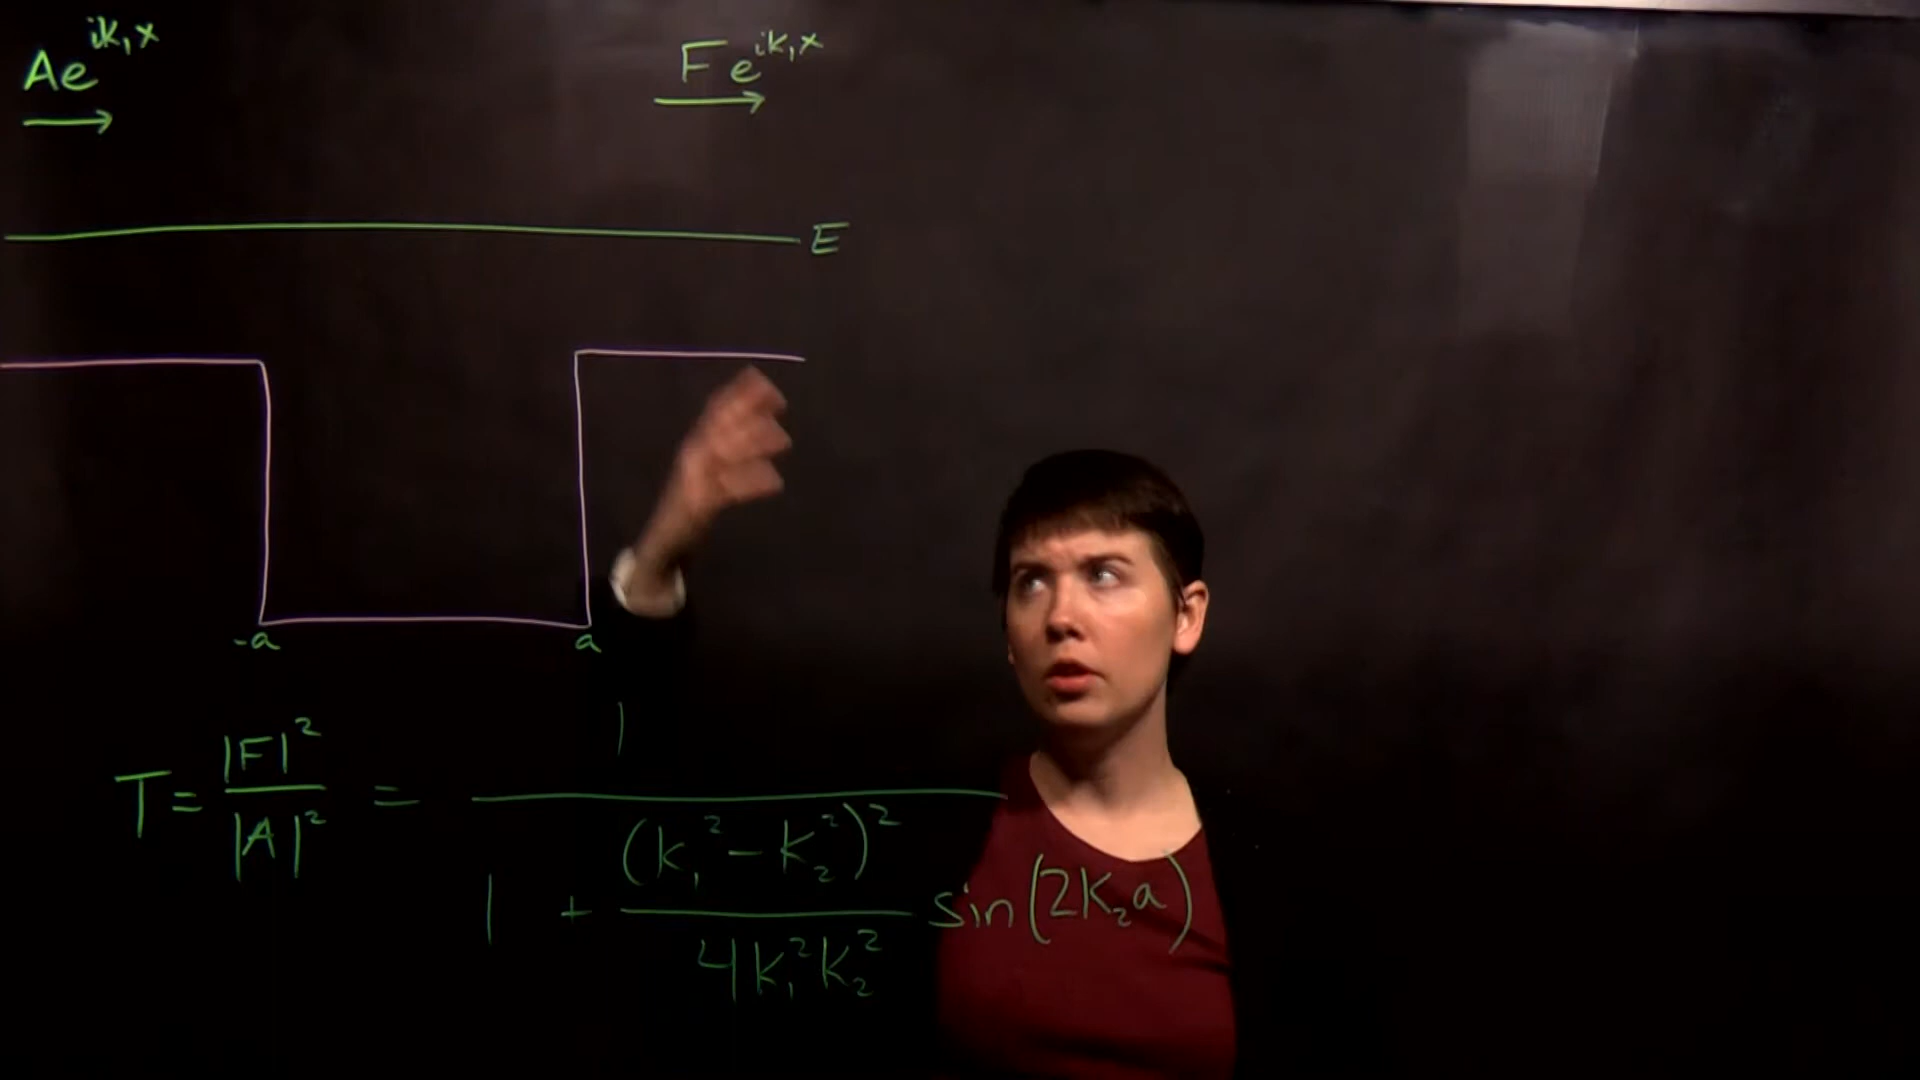 Ae^{ik₁x}
Fe^{ik₁x}
E
-a
a
T = |F|²/|A|² = 1/(1 + (k₁² - k₂²)²/(4k₁²k₂²) sin(2k₂a))